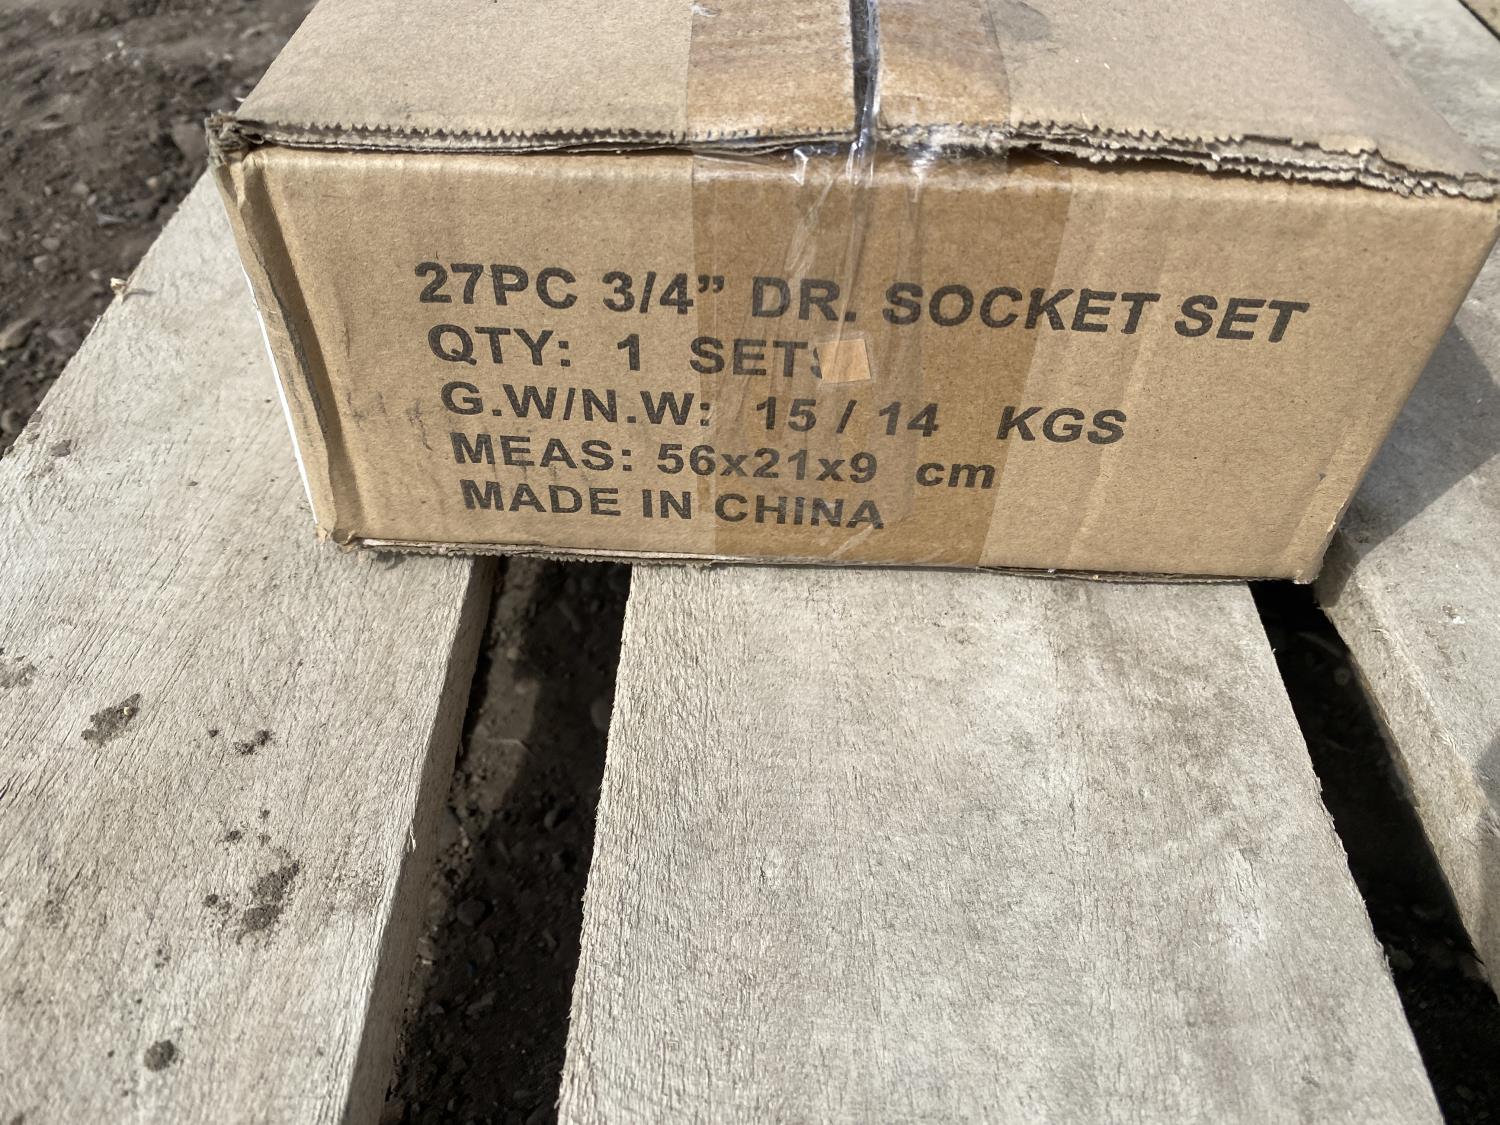 27PC 3/4” DR. SOCKET SET
QTY: 1 SETS
G.W/N.W: 15 / 14 KGS
MEAS: 56x21x9 cm
MADE IN CHINA